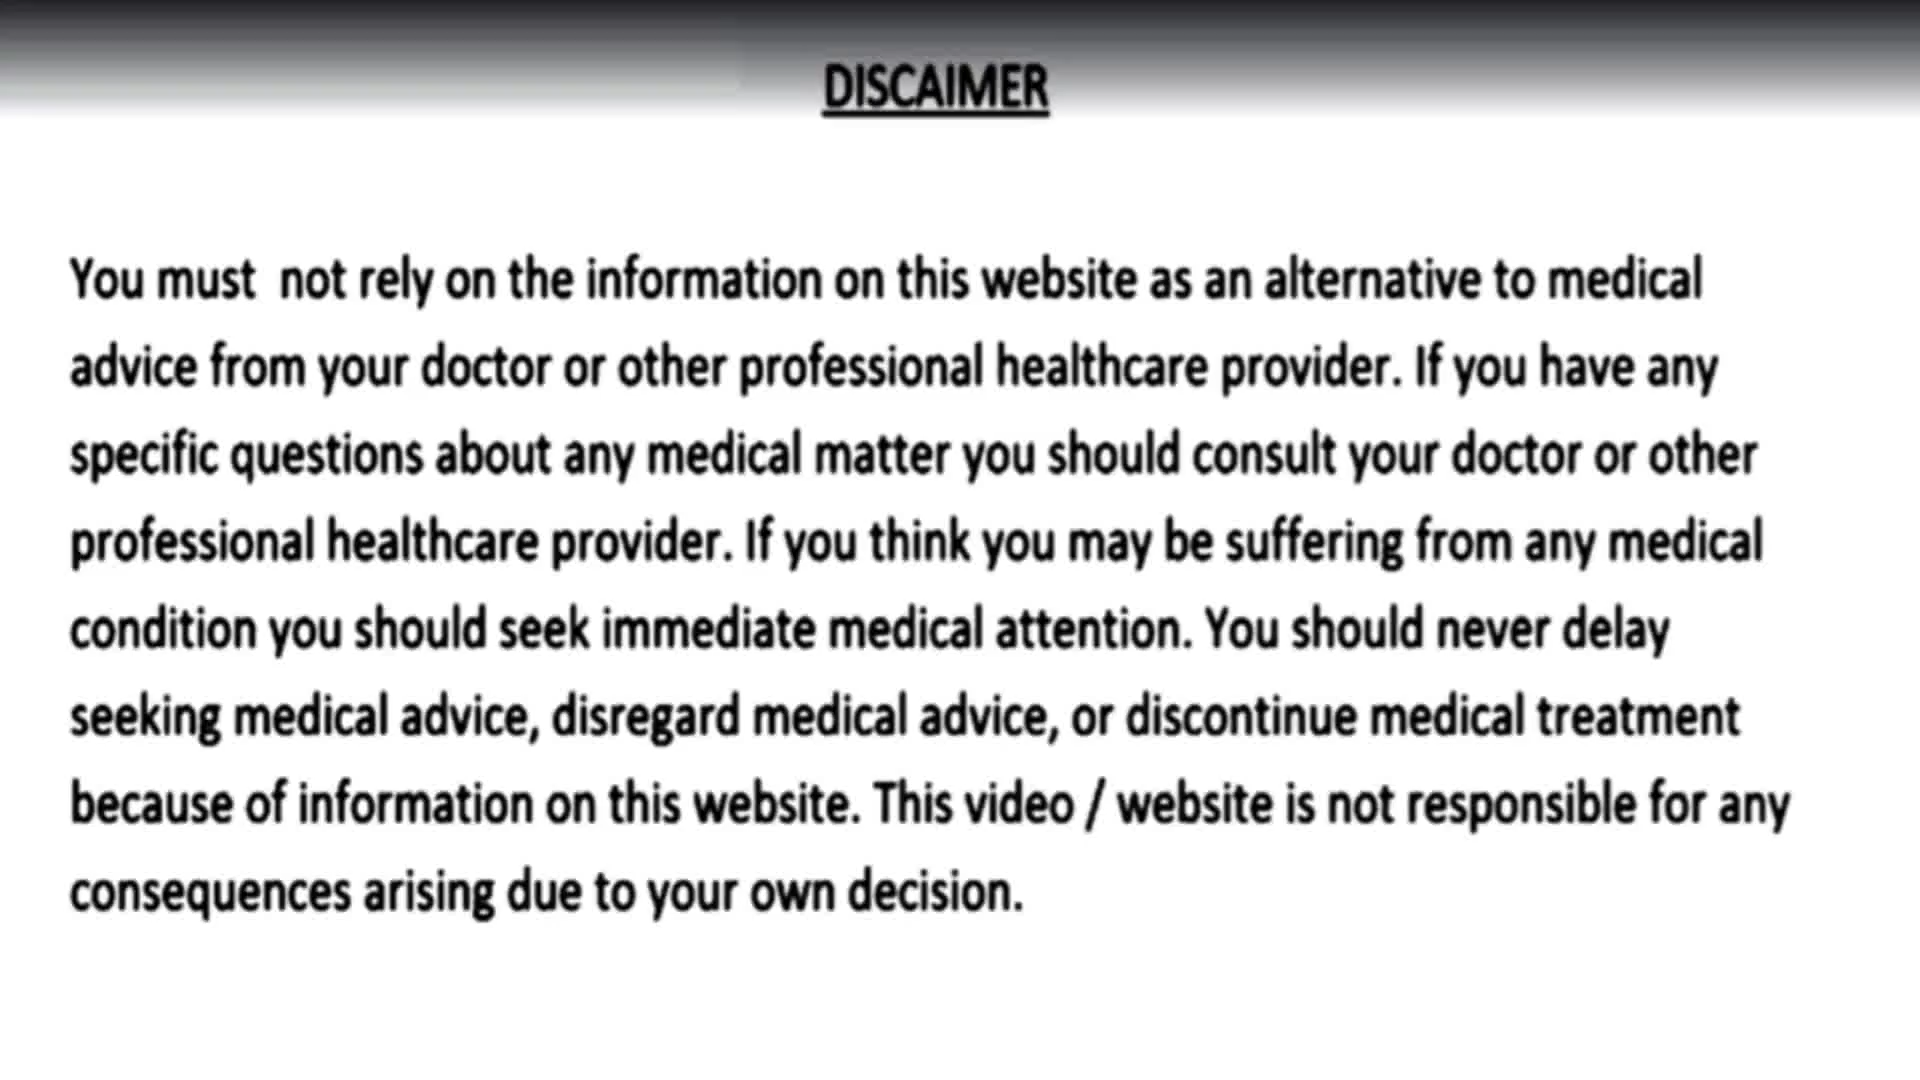 DISCAIMER
You must  not rely on the information on this website as an alternative to medical
advice from your doctor or other professional healthcare provider. If you have any
specific questions about any medical matter you should consult your doctor or other
professional healthcare provider. If you think you may be suffering from any medical
condition you should seek immediate medical attention. You should never delay
seeking medical advice, disregard medical advice, or discontinue medical treatment
because of information on this website. This video / website is not responsible for any
consequences arising due to your own decision.